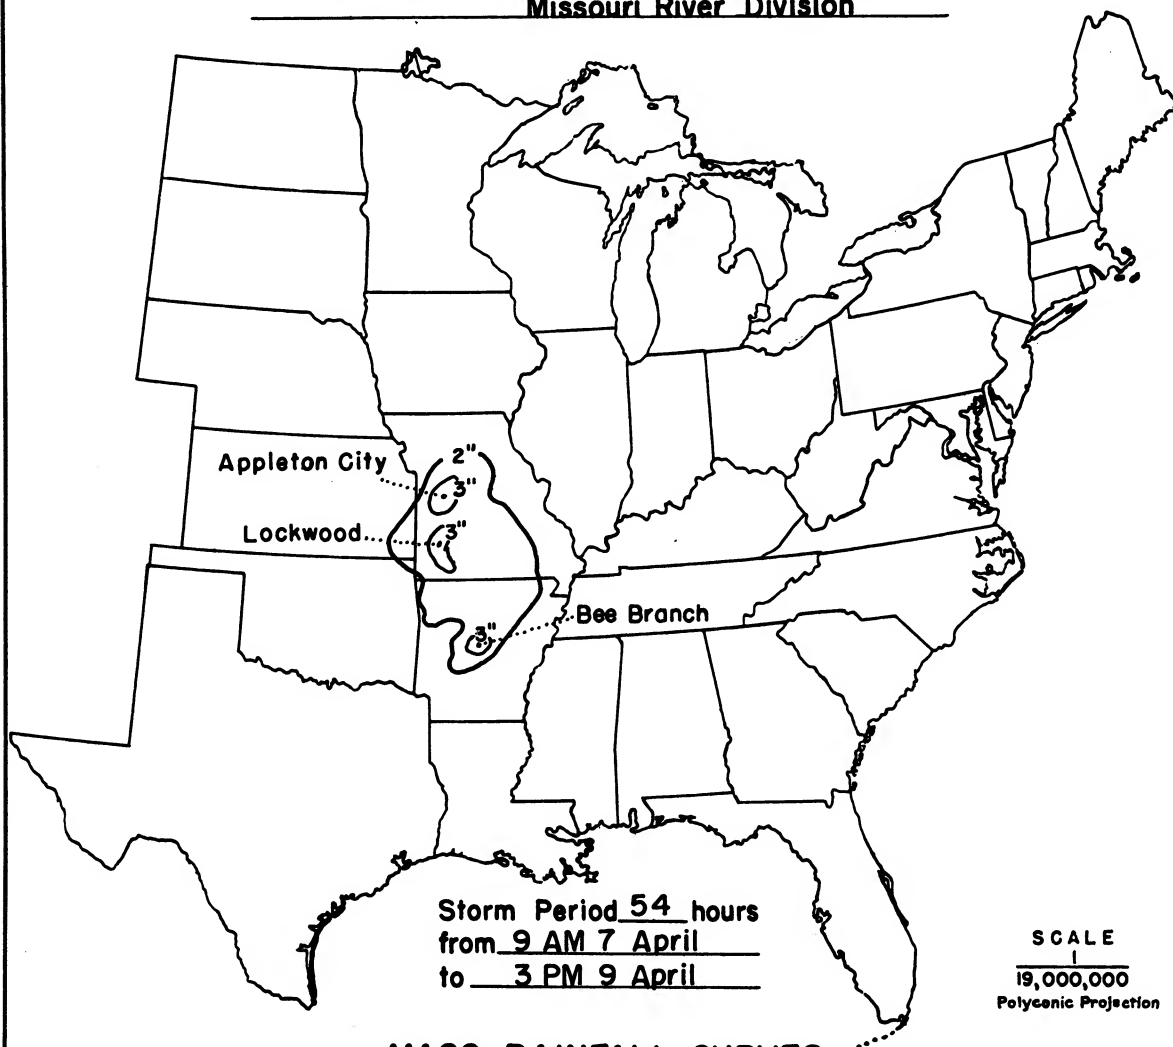 Missouri River Division
2"
Appleton City
3"
Lockwood
3"
Bee Branch
3"
Storm Period 54 hours
from 9 AM 7 April
to 3 PM 9 April
SCALE
1
19,000,000
Polyconic Projection
MASS RAINFALL CURVES